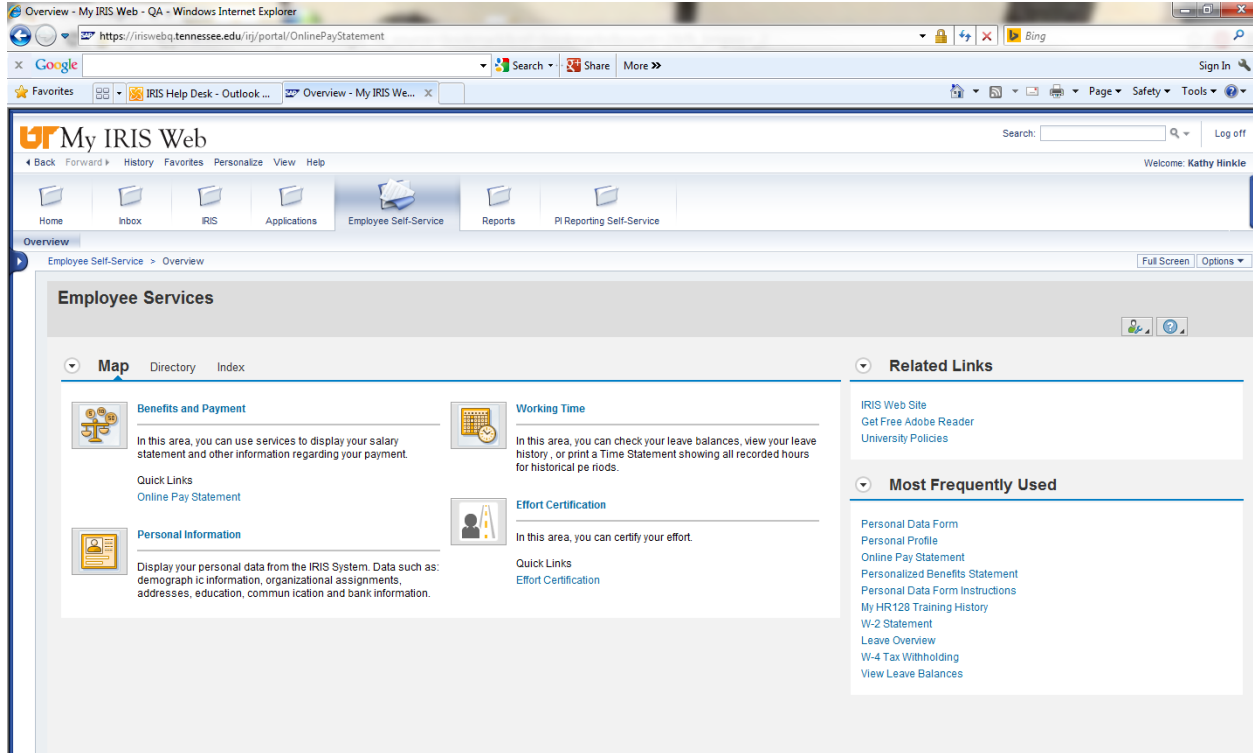 Overview - My IRIS Web - QA - Windows Internet Explorer
https://iriswebq.tennessee.edu/irj/portal/OnlinePayStatement
Bing
x Google Search Share More »
Sign In
Favorites IRIS Help Desk - Outlook ... Overview - My IRIS We... X
Page Safety Tools
UT My IRIS Web
Search:
Log off
Back Forward History Favorites Personalize View Help
Welcome: Kathy Hinkle
Home Inbox IRIS Applications Employee Self-Service Reports PI Reporting Self-Service
Overview
Employee Self-Service > Overview
Full Screen Options
Employee Services
Map Directory Index
Benefits and Payment
In this area, you can use services to display your salary
statement and other information regarding your payment.
Quick Links
Online Pay Statement
Personal Information
Display your personal data from the IRIS System. Data such as:
demograph ic information, organizational assignments,
addresses, education, commun ication and bank information.
Working Time
In this area, you can check your leave balances, view your leave
history , or print a Time Statement showing all recorded hours
for historical pe riods.
Effort Certification
In this area, you can certify your effort.
Quick Links
Effort Certification
Related Links
IRIS Web Site
Get Free Adobe Reader
University Policies
Most Frequently Used
Personal Data Form
Personal Profile
Online Pay Statement
Personalized Benefits Statement
Personal Data Form Instructions
My HR128 Training History
W-2 Statement
Leave Overview
W-4 Tax Withholding
View Leave Balances